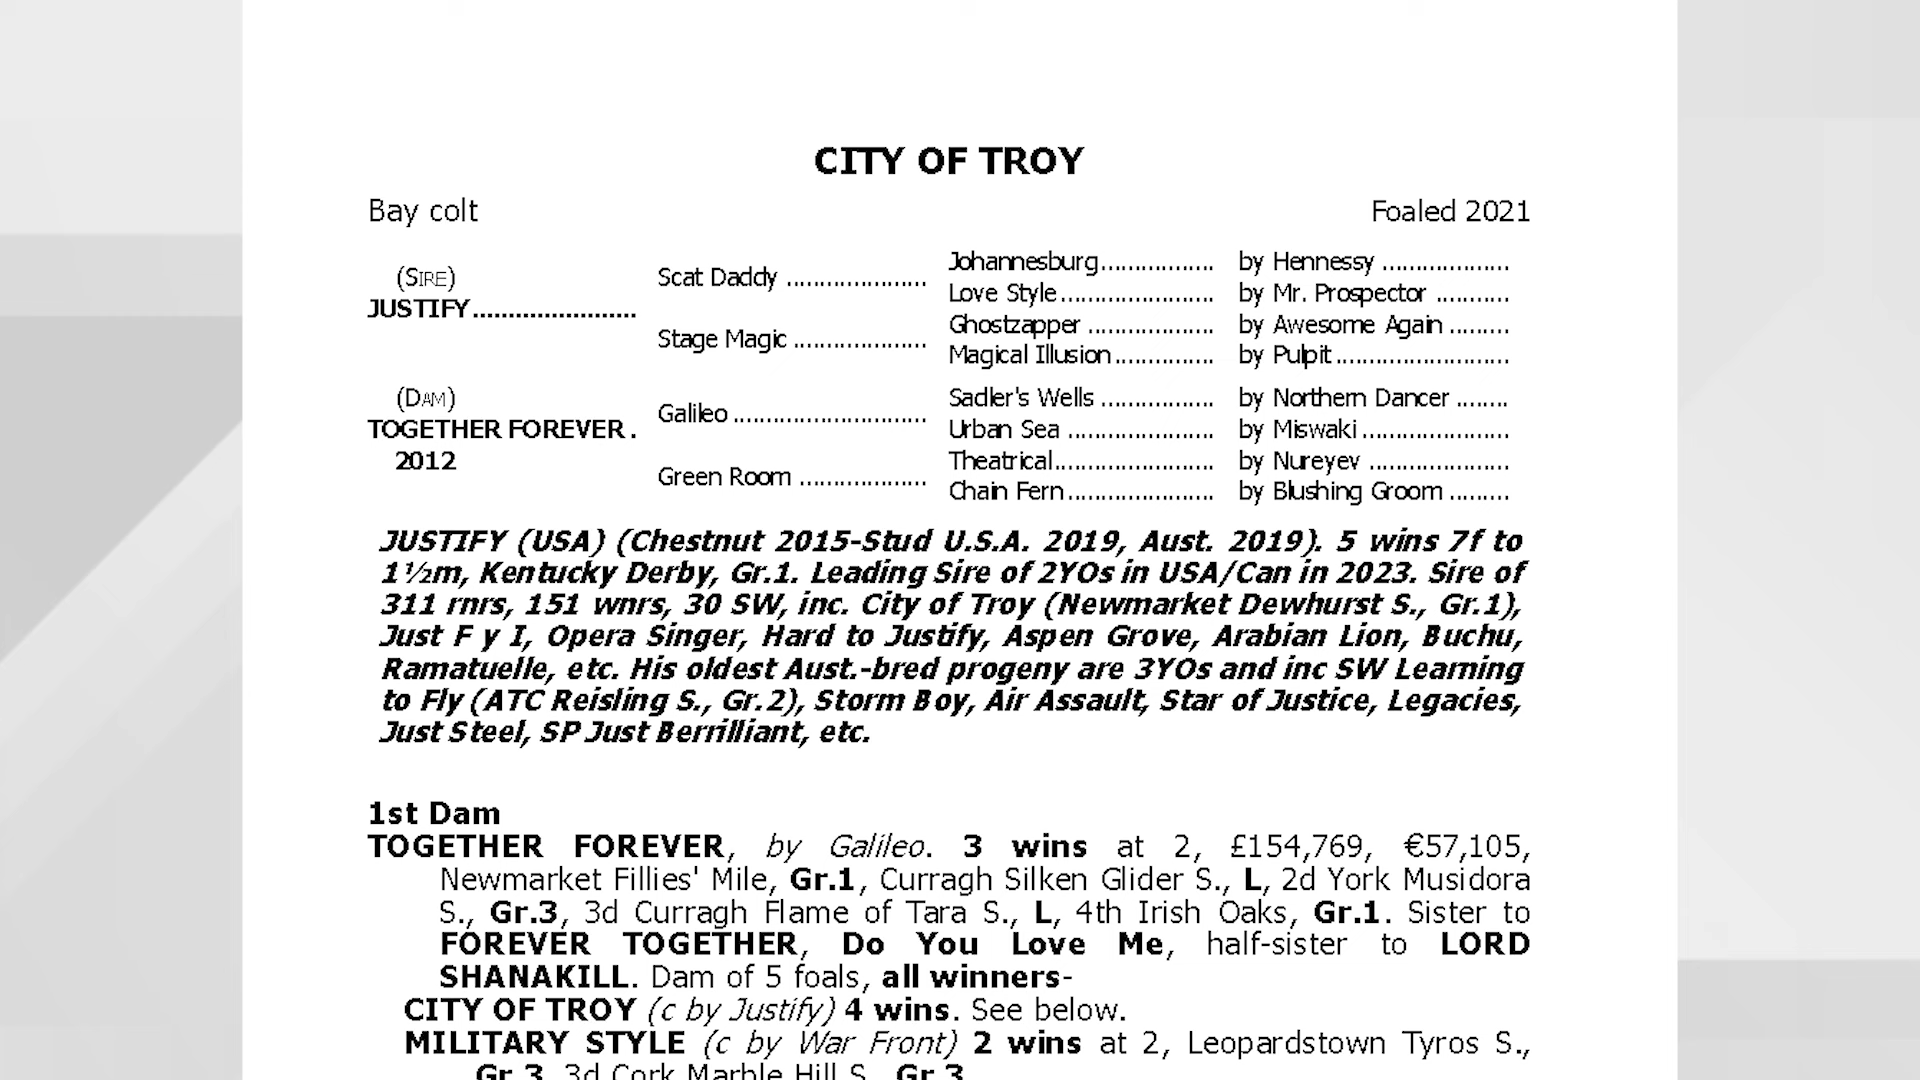 CITY OF TROY
Bay colt Foaled 2021
(SIRE)
JUSTIFY.......................
Scat Daddy .....................
Stage Magic ....................
Johannesburg................. by Hennessy ...................
Love Style....................... by Mr. Prospector ...........
Ghostzapper ................... by Awesome Again .........
Magical Illusion............... by Pulpit..........................
(DAM)
TOGETHER FOREVER.
2012
Galileo .............................
Green Room ...................
Sadler's Wells ................. by Northern Dancer ........
Urban Sea ...................... by Miswaki ......................
Theatrical........................ by Nureyev .....................
Chain Fern...................... by Blushing Groom .........
JUSTIFY (USA) (Chestnut 2015-Stud U.S.A. 2019, Aust. 2019). 5 wins 7f to
1½m, Kentucky Derby, Gr.1. Leading Sire of 2YOs in USA/Can in 2023. Sire of
311 rnrs, 151 wnrs, 30 SW, inc. City of Troy (Newmarket Dewhurst S., Gr.1),
Just F y I, Opera Singer, Hard to Justify, Aspen Grove, Arabian Lion, Buchu,
Ramatuelle, etc. His oldest Aust.-bred progeny are 3YOs and inc SW Learning
to Fly (ATC Reisling S., Gr.2), Storm Boy, Air Assault, Star of Justice, Legacies,
Just Steel, SP Just Berrilliant, etc.
1st Dam
TOGETHER FOREVER, by Galileo. 3 wins at 2, £154,769, €57,105,
Newmarket Fillies' Mile, Gr.1, Curragh Silken Glider S., L, 2d York Musidora
S., Gr.3, 3d Curragh Flame of Tara S., L, 4th Irish Oaks, Gr.1. Sister to
FOREVER TOGETHER, Do You Love Me, half-sister to LORD
SHANAKILL. Dam of 5 foals, all winners-
CITY OF TROY (c by Justify) 4 wins. See below.
MILITARY STYLE (c by War Front) 2 wins at 2, Leopardstown Tyros S.,
Gr.3, 3d Cork Marble Hill S., Gr.3.